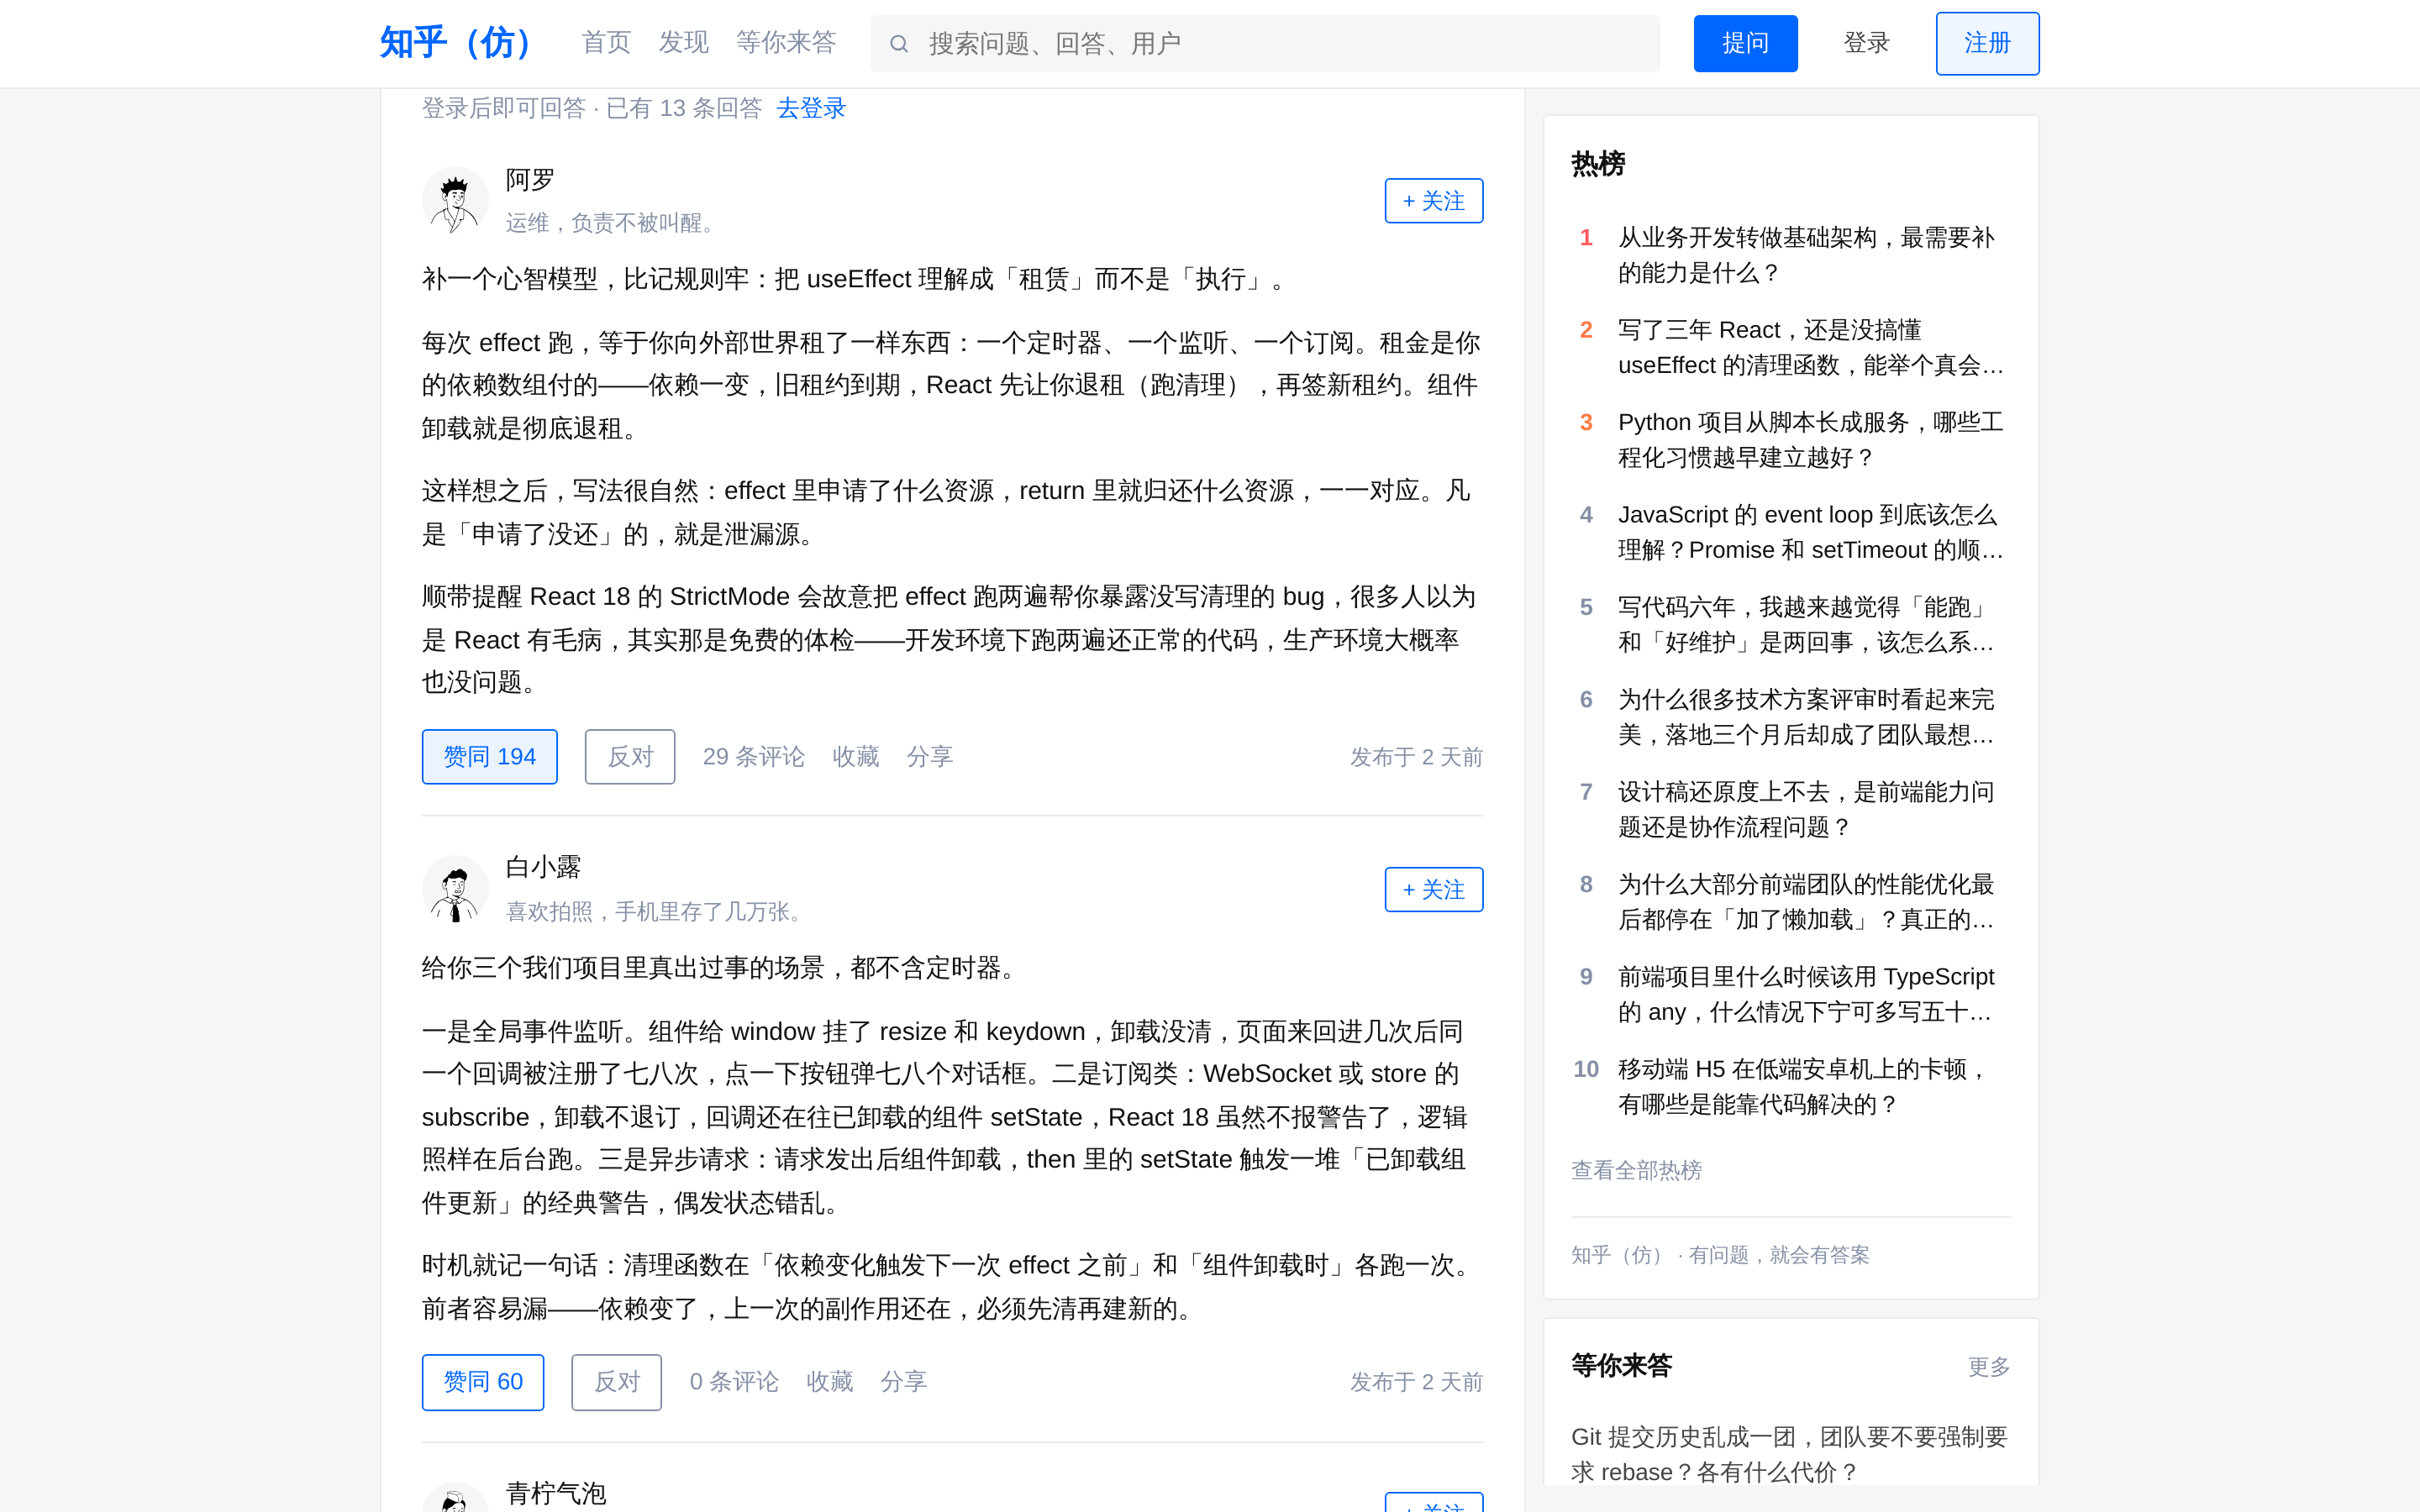 知乎（仿） 首页 发现 等你来答 搜索问题、回答、用户 提问 登录 注册
登录后即可回答 · 已有 13 条回答 去登录
阿罗
运维，负责不被叫醒。
+ 关注
补一个心智模型，比记规则牢：把 useEffect 理解成「租赁」而不是「执行」。
每次 effect 跑，等于你向外部世界租了一样东西：一个定时器、一个监听、一个订阅。租金是你
的依赖数组付的——依赖一变，旧租约到期，React 先让你退租（跑清理），再签新租约。组件
卸载就是彻底退租。
这样想之后，写法很自然：effect 里申请了什么资源，return 里就归还什么资源，一一对应。凡
是「申请了没还」的，就是泄漏源。
顺带提醒 React 18 的 StrictMode 会故意把 effect 跑两遍帮你暴露没写清理的 bug，很多人以为
是 React 有毛病，其实那是免费的体检——开发环境下跑两遍还正常的代码，生产环境大概率
也没问题。
赞同 194 反对 29 条评论 收藏 分享 发布于 2 天前
白小露
喜欢拍照，手机里存了几万张。
+ 关注
给你三个我们项目里真出过事的场景，都不含定时器。
一是全局事件监听。组件给 window 挂了 resize 和 keydown，卸载没清，页面来回进几次后同
一个回调被注册了七八次，点一下按钮弹七八个对话框。二是订阅类：WebSocket 或 store 的
subscribe，卸载不退订，回调还在往已卸载的组件 setState，React 18 虽然不报警告了，逻辑
照样在后台跑。三是异步请求：请求发出后组件卸载，then 里的 setState 触发一堆「已卸载组
件更新」的经典警告，偶发状态错乱。
时机就记一句话：清理函数在「依赖变化触发下一次 effect 之前」和「组件卸载时」各跑一次。
前者容易漏——依赖变了，上一次的副作用还在，必须先清再建新的。
赞同 60 反对 0 条评论 收藏 分享 发布于 2 天前
青柠气泡
+ 关注
热榜
1 从业务开发转做基础架构，最需要补
的能力是什么？
2 写了三年 React，还是没搞懂
useEffect 的清理函数，能举个真会…
3 Python 项目从脚本长成服务，哪些工
程化习惯越早建立越好？
4 JavaScript 的 event loop 到底该怎么
理解？Promise 和 setTimeout 的顺…
5 写代码六年，我越来越觉得「能跑」
和「好维护」是两回事，该怎么系…
6 为什么很多技术方案评审时看起来完
美，落地三个月后却成了团队最想…
7 设计稿还原度上不去，是前端能力问
题还是协作流程问题？
8 为什么大部分前端团队的性能优化最
后都停在「加了懒加载」？真正的…
9 前端项目里什么时候该用 TypeScript
的 any，什么情况下宁可多写五十…
10 移动端 H5 在低端安卓机上的卡顿，
有哪些是能靠代码解决的？
查看全部热榜
知乎（仿） · 有问题，就会有答案
等你来答 更多
Git 提交历史乱成一团，团队要不要强制要
求 rebase？各有什么代价？